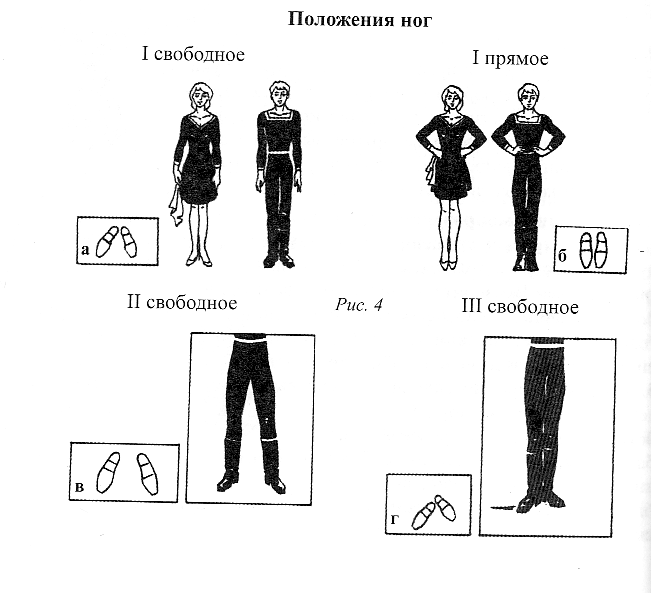 Положения ног
I свободное
I прямое
а
б
II свободное
Рис. 4
III свободное
в
г